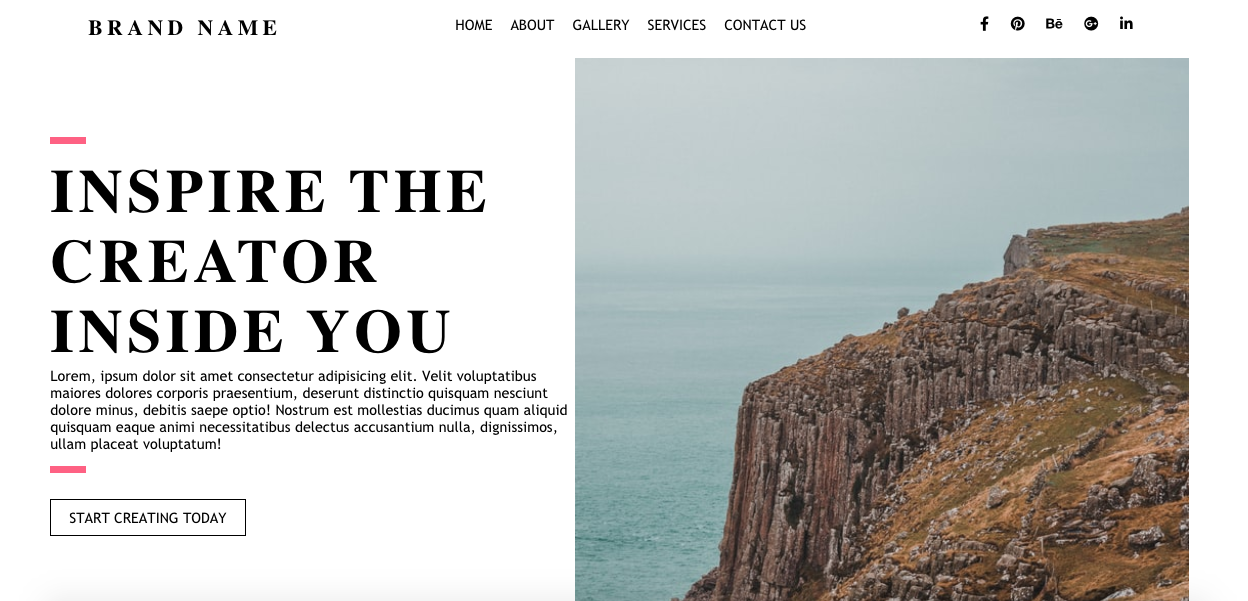 BRAND NAME
HOME ABOUT GALLERY SERVICES CONTACT US
Bē G+ in
INSPIRE THE
CREATOR
INSIDE YOU
Lorem, ipsum dolor sit amet consectetur adipisicing elit. Velit voluptatibus
maiores dolores corporis praesentium, deserunt distinctio quisquam nesciunt
dolore minus, debitis saepe optio! Nostrum est mollestias ducimus quam aliquid
quisquam eaque animi necessitatibus delectus accusantium nulla, dignissimos,
ullam placeat voluptatum!
START CREATING TODAY